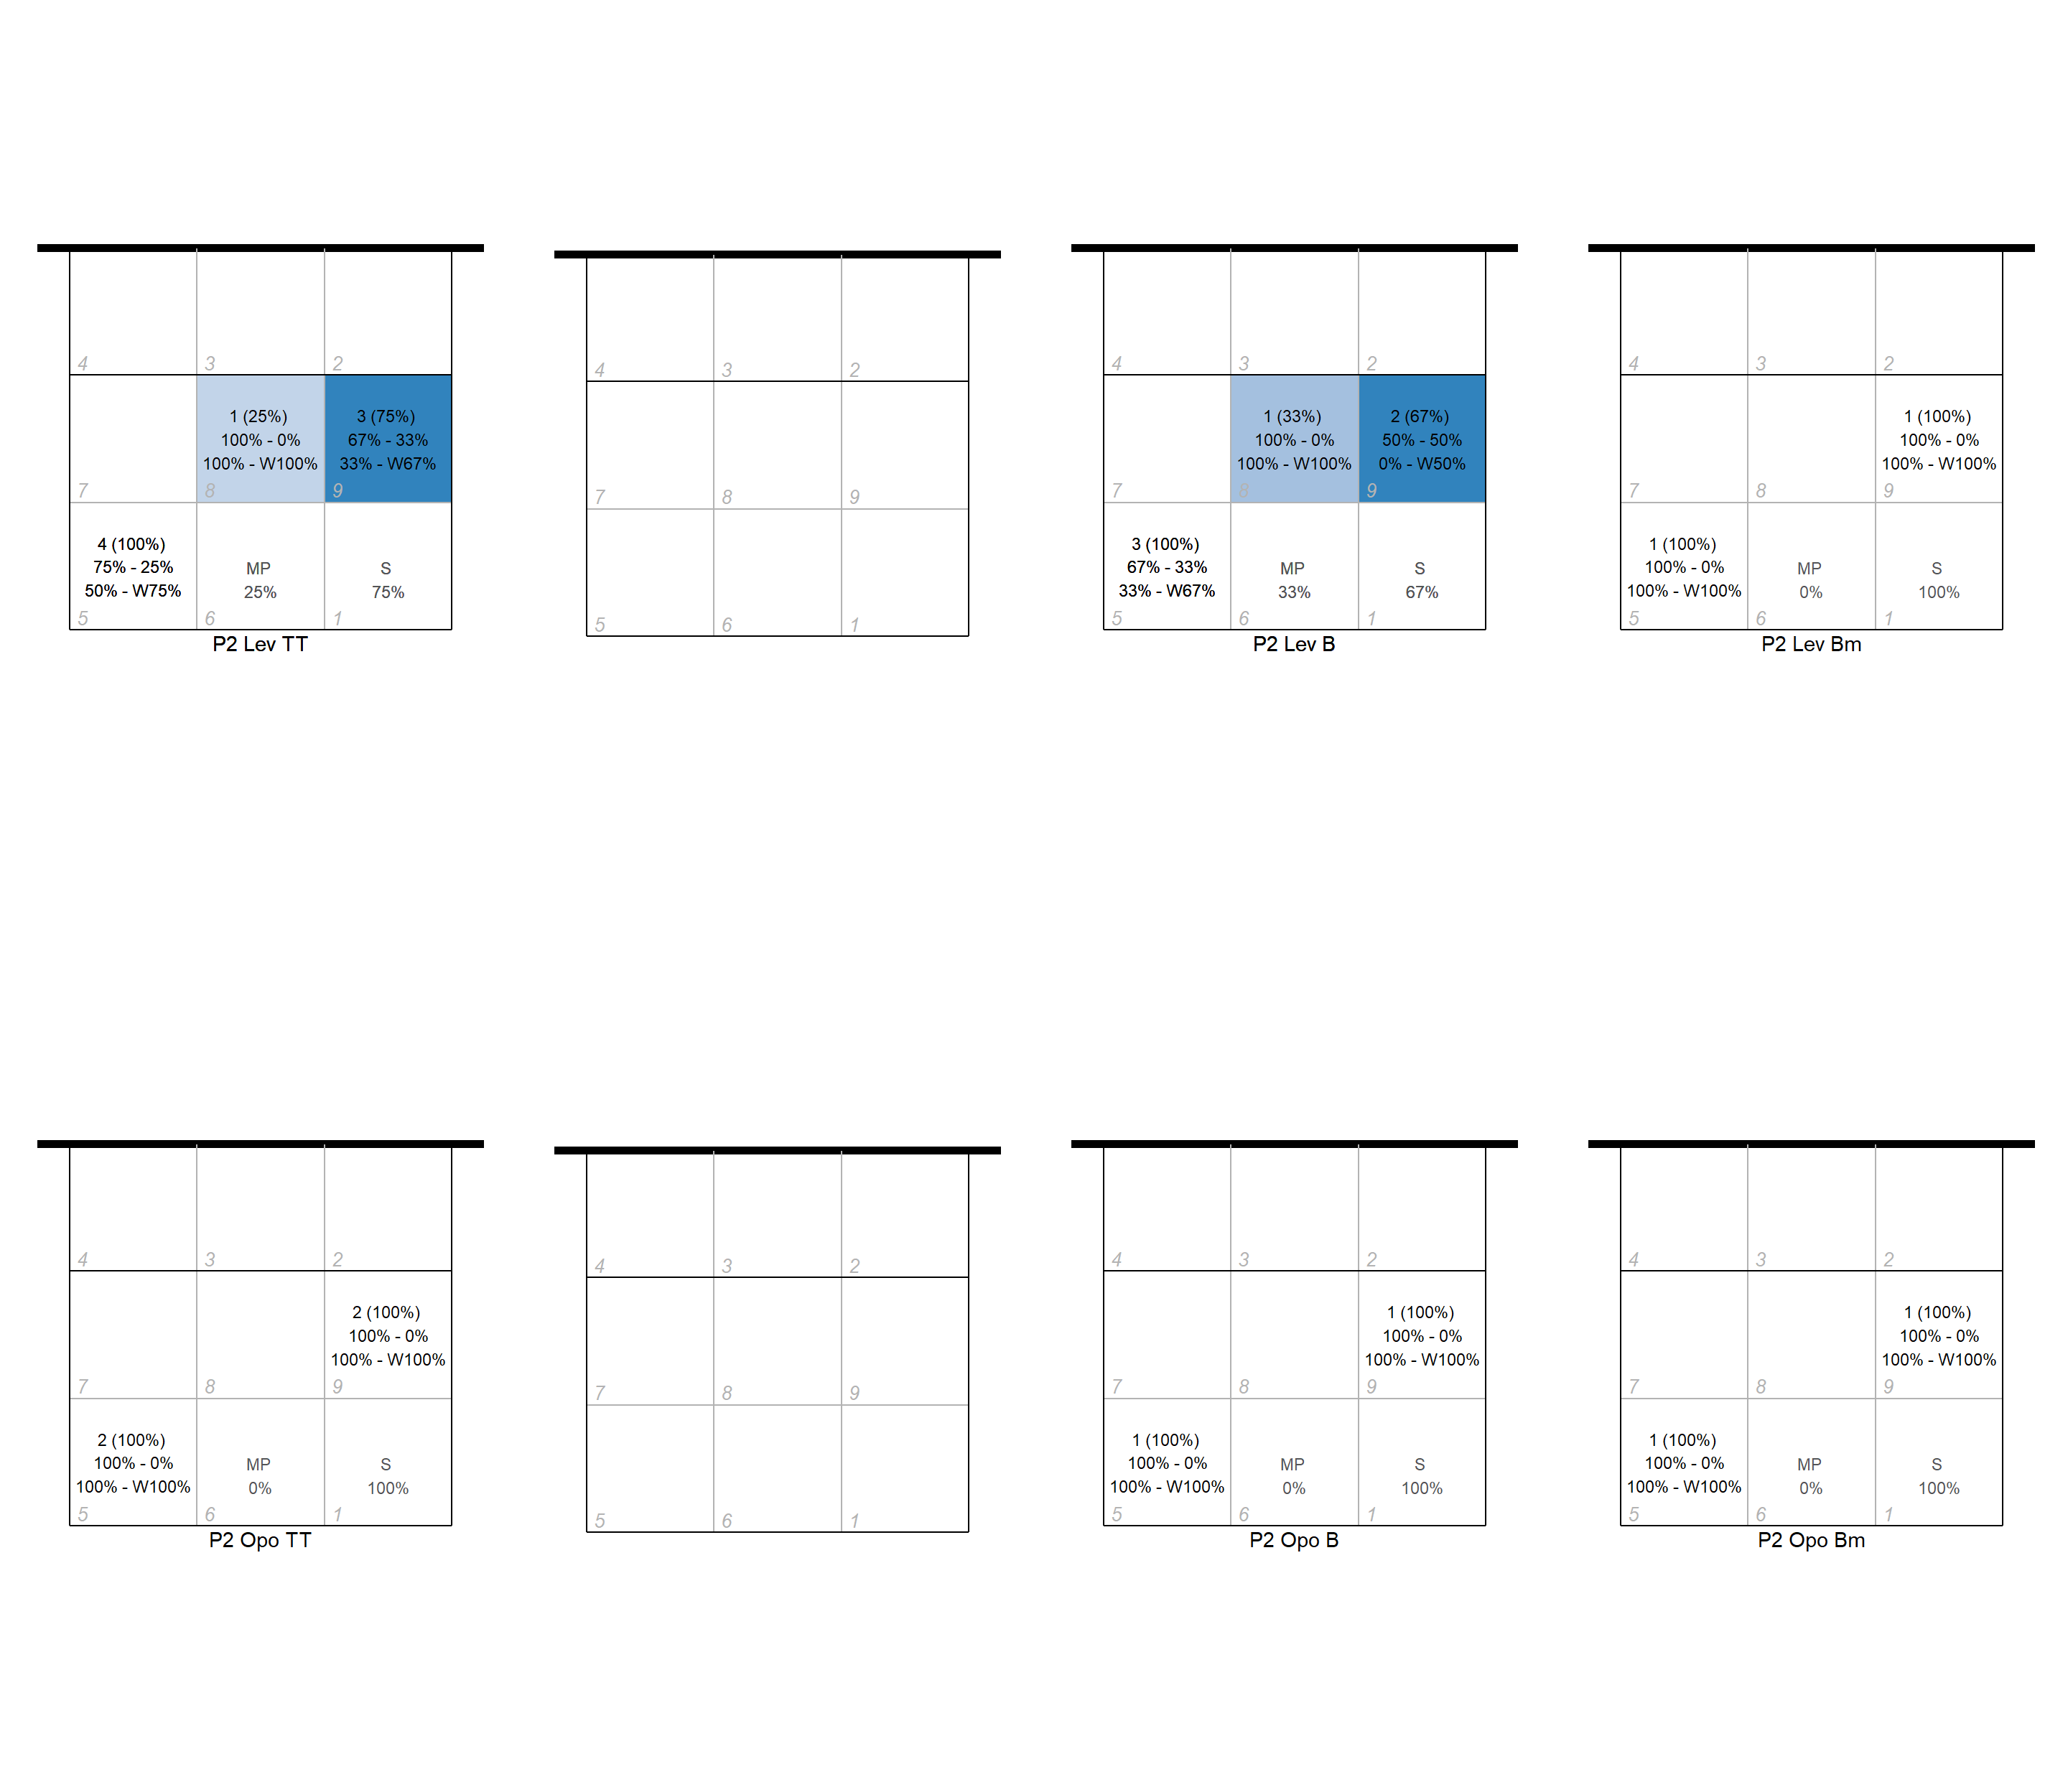 4 3 2
1 (25%) 3 (75%)
100% - 0% 67% - 33%
100% - W100% 33% - W67%
7 8 9
4 (100%)
75% - 25% MP S
50% - W75% 25% 75%
5 6 1
P2 Lev TT
4 3 2
7 8 9
5 6 1
4 3 2
1 (33%) 2 (67%)
100% - 0% 50% - 50%
100% - W100% 0% - W50%
7 8 9
3 (100%)
67% - 33% MP S
33% - W67% 33% 67%
5 6 1
P2 Lev B
4 3 2
1 (100%)
100% - 0%
100% - W100%
7 8 9
1 (100%)
100% - 0% MP S
100% - W100% 0% 100%
5 6 1
P2 Lev Bm
4 3 2
2 (100%)
100% - 0%
100% - W100%
7 8 9
2 (100%)
100% - 0% MP S
100% - W100% 0% 100%
5 6 1
P2 Opo TT
4 3 2
7 8 9
5 6 1
4 3 2
1 (100%)
100% - 0%
100% - W100%
7 8 9
1 (100%)
100% - 0% MP S
100% - W100% 0% 100%
5 6 1
P2 Opo B
4 3 2
1 (100%)
100% - 0%
100% - W100%
7 8 9
1 (100%)
100% - 0% MP S
100% - W100% 0% 100%
5 6 1
P2 Opo Bm